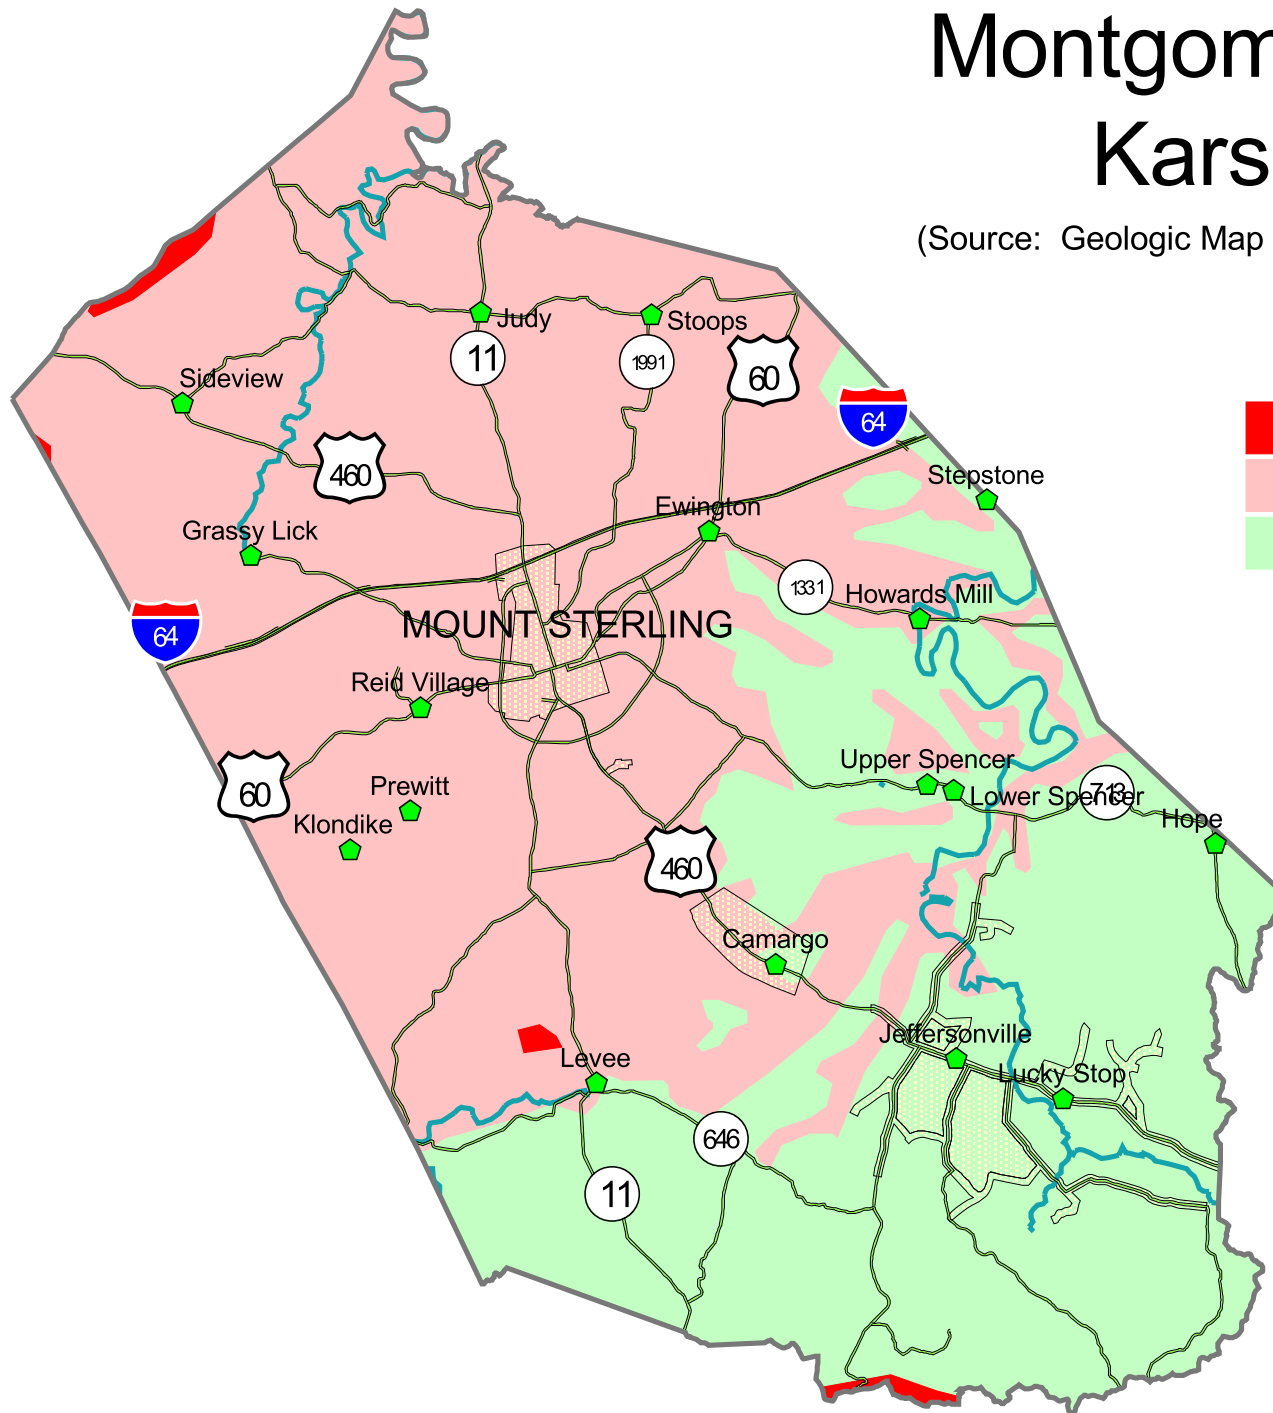 Montgom
Kars
(Source: Geologic Map
Judy
Stoops
11
1991
60
Sideview
64
460
Stepstone
Ewington
Grassy Lick
1331
Howards Mill
64
MOUNT STERLING
Reid Village
Upper Spencer
60
Prewitt
Lower Spencer
713
Klondike
Hope
460
Camargo
Jeffersonville
Levee
Lucky Stop
646
11